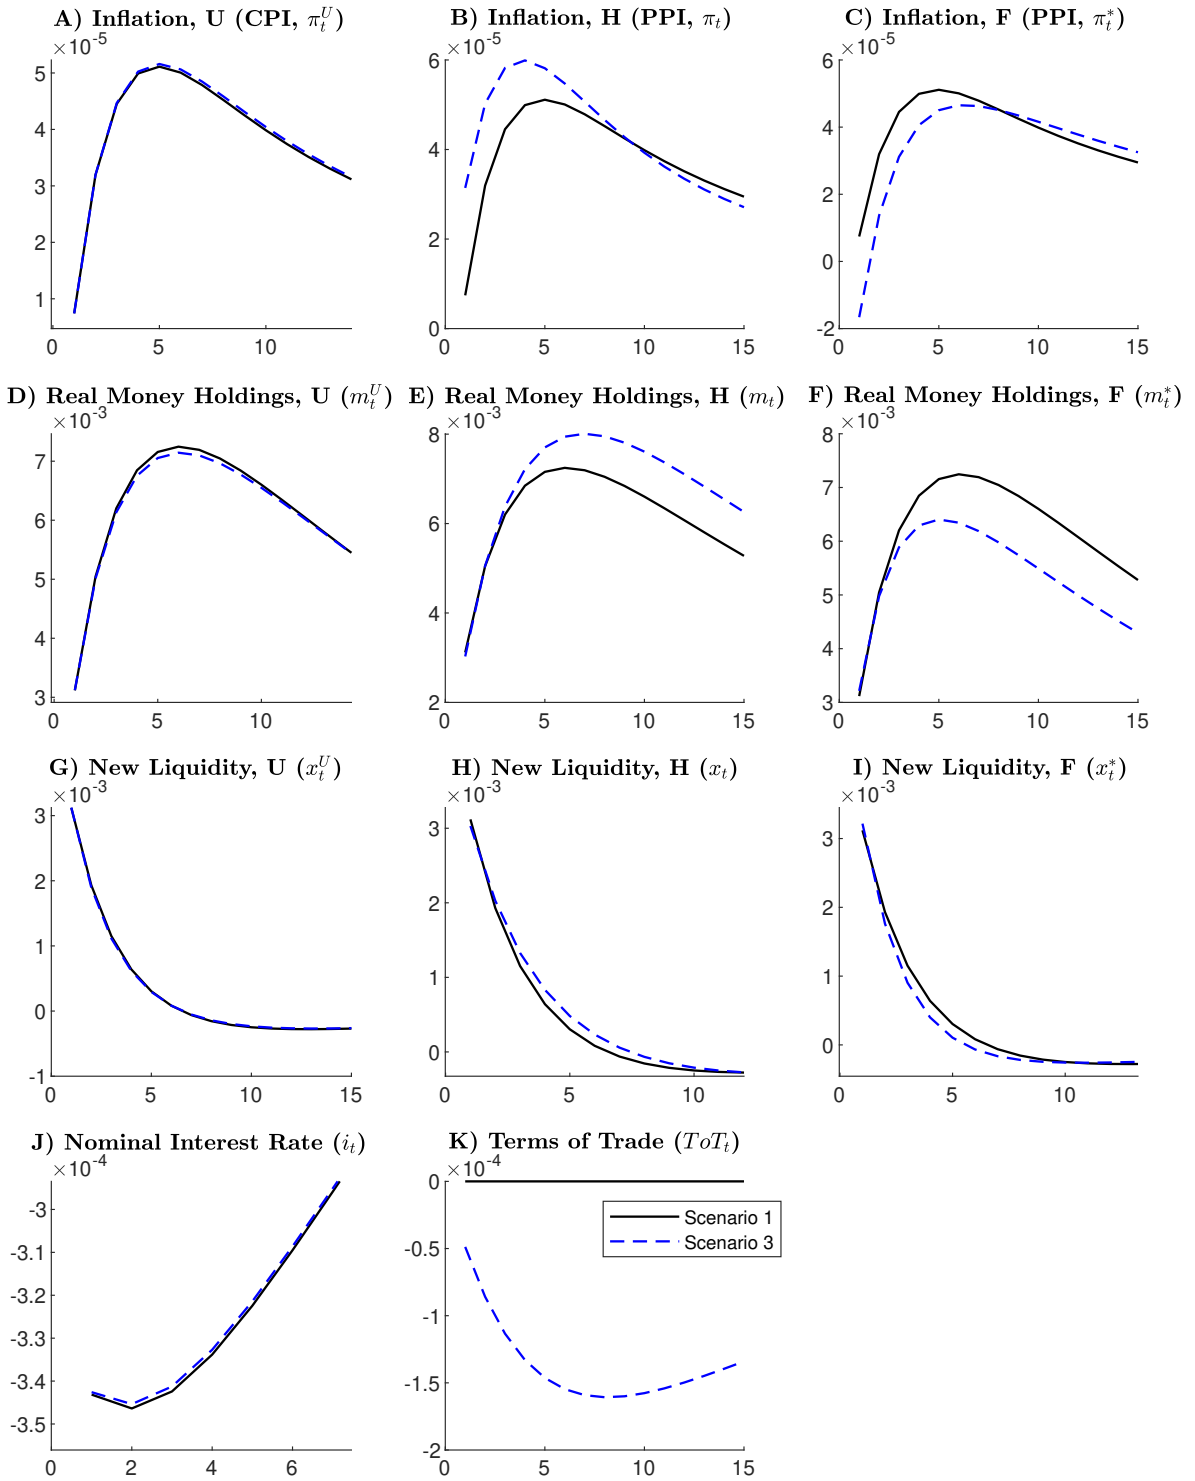 A) Inflation, U (CPI, π_t^U)
×10^-5
5
4
3
2
1
0 5 10
B) Inflation, H (PPI, π_t)
×10^-5
6
4
2
0
0 5 10 15
C) Inflation, F (PPI, π_t^*)
×10^-5
6
4
2
0
-2
0 5 10 15
D) Real Money Holdings, U (m_t^U)
×10^-3
7
6
5
4
3
0 5 10
E) Real Money Holdings, H (m_t)
×10^-3
8
6
4
2
0 5 10 15
F) Real Money Holdings, F (m_t^*)
×10^-3
8
7
6
5
4
3
0 5 10 15
G) New Liquidity, U (x_t^U)
×10^-3
3
2
1
0
-1
0 5 10 15
H) New Liquidity, H (x_t)
×10^-3
3
2
1
0
0 5 10
I) New Liquidity, F (x_t^*)
×10^-3
3
2
1
0
0 5 10
J) Nominal Interest Rate (i_t)
×10^-4
-3
-3.1
-3.2
-3.3
-3.4
-3.5
0 2 4 6
K) Terms of Trade (ToT_t)
×10^-4
0
-0.5
-1
-1.5
-2
0 5 10 15
Scenario 1
Scenario 3